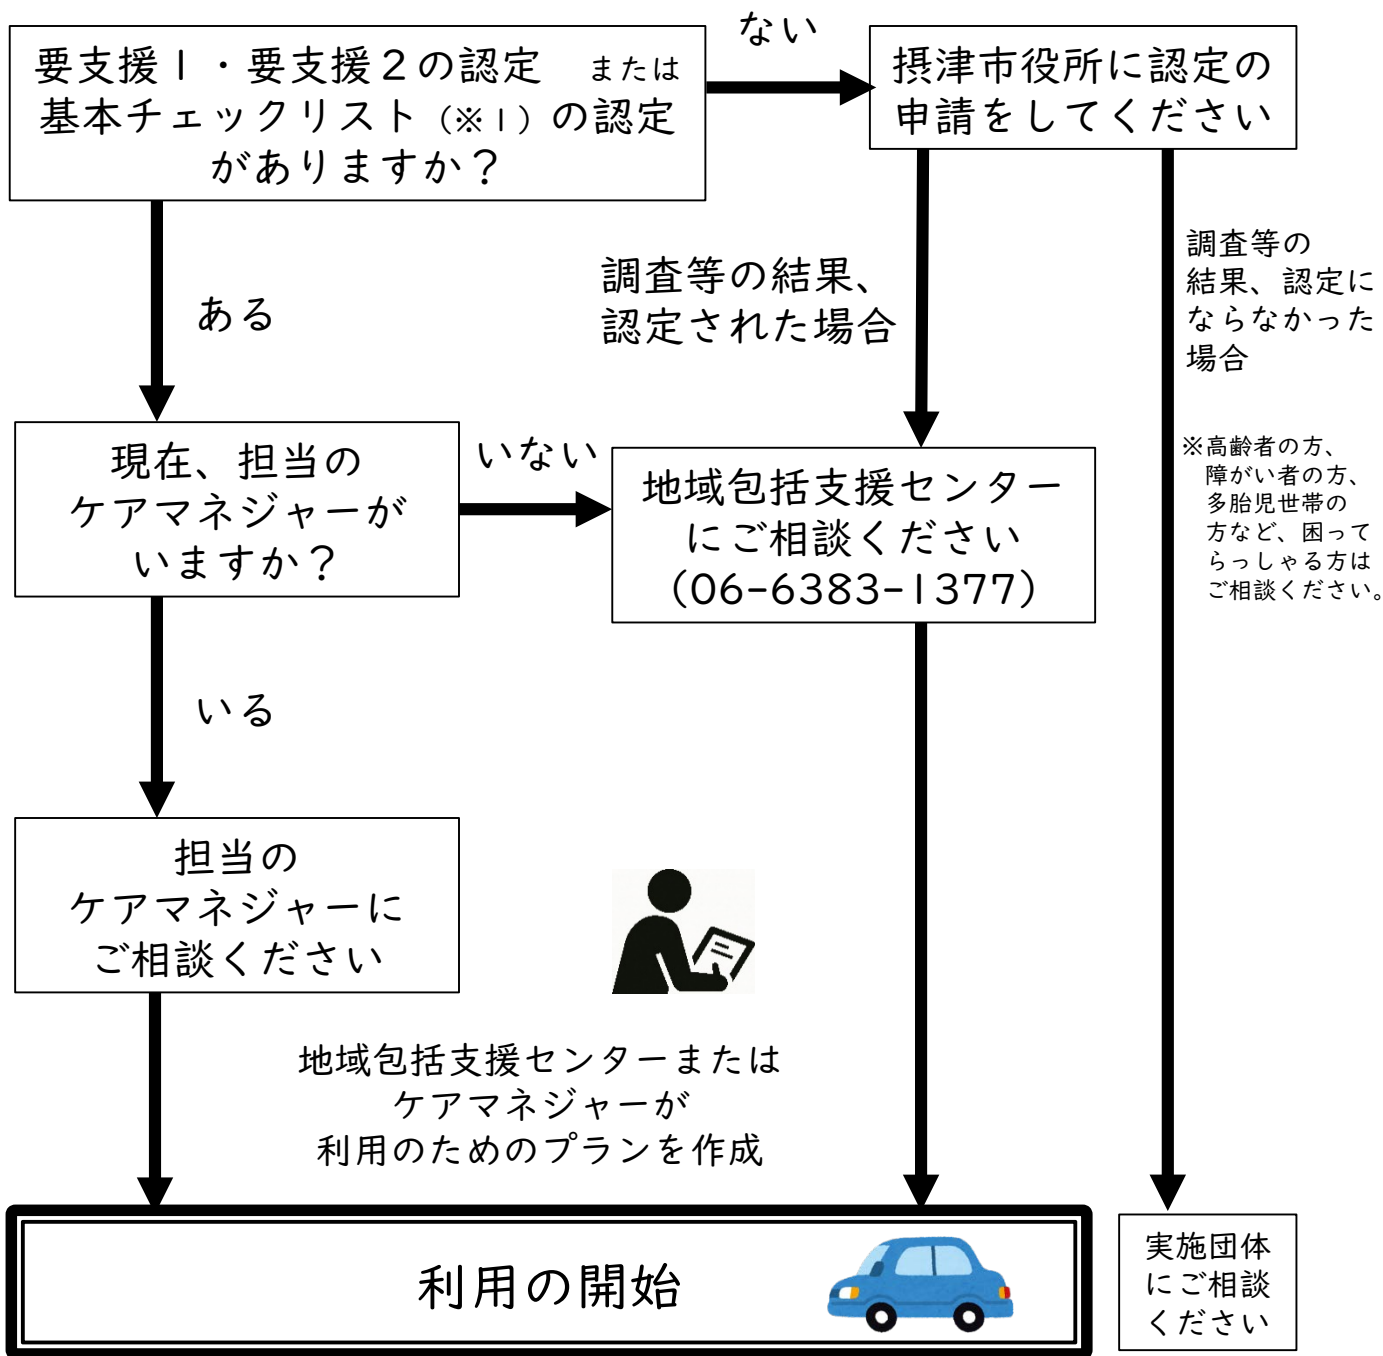 要支援1・要支援2の認定　または
基本チェックリスト（※1）の認定
がありますか？
ない
摂津市役所に認定の
申請をしてください
ある
調査等の結果、
認定された場合
調査等の
結果、認定に
ならなかった
場合
※高齢者の方、
障がい者の方、
多胎児世帯の
方など、困って
らっしゃる方は
ご相談ください。
現在、担当の
ケアマネジャーが
いますか？
いない
地域包括支援センター
にご相談ください
（06-6383-1377）
いる
担当の
ケアマネジャーに
ご相談ください
地域包括支援センターまたは
ケアマネジャーが
利用のためのプランを作成
利用の開始
実施団体
にご相談
ください